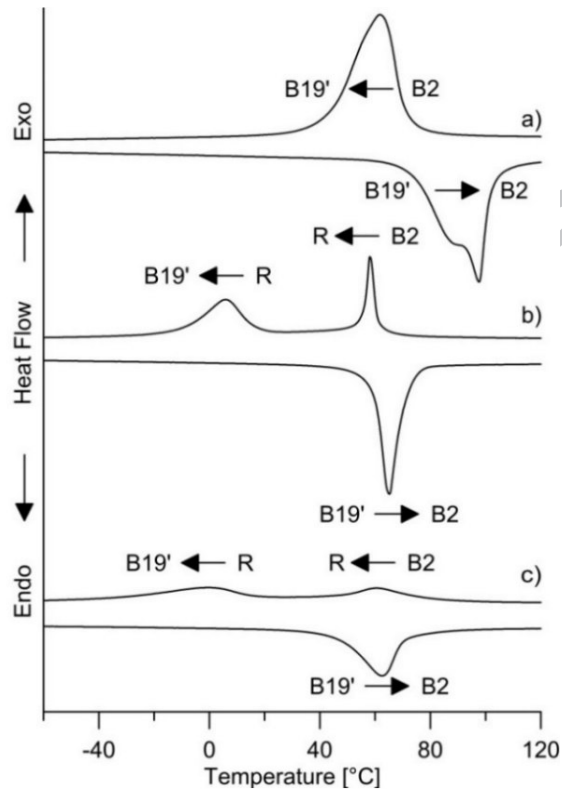 B19' B2
a)
B19' B2
R B2
B19' R
b)
B19' B2
B19' R R B2
c)
B19' B2
Exo
Heat Flow
Endo
-40 0 40 80 120
Temperature [°C]